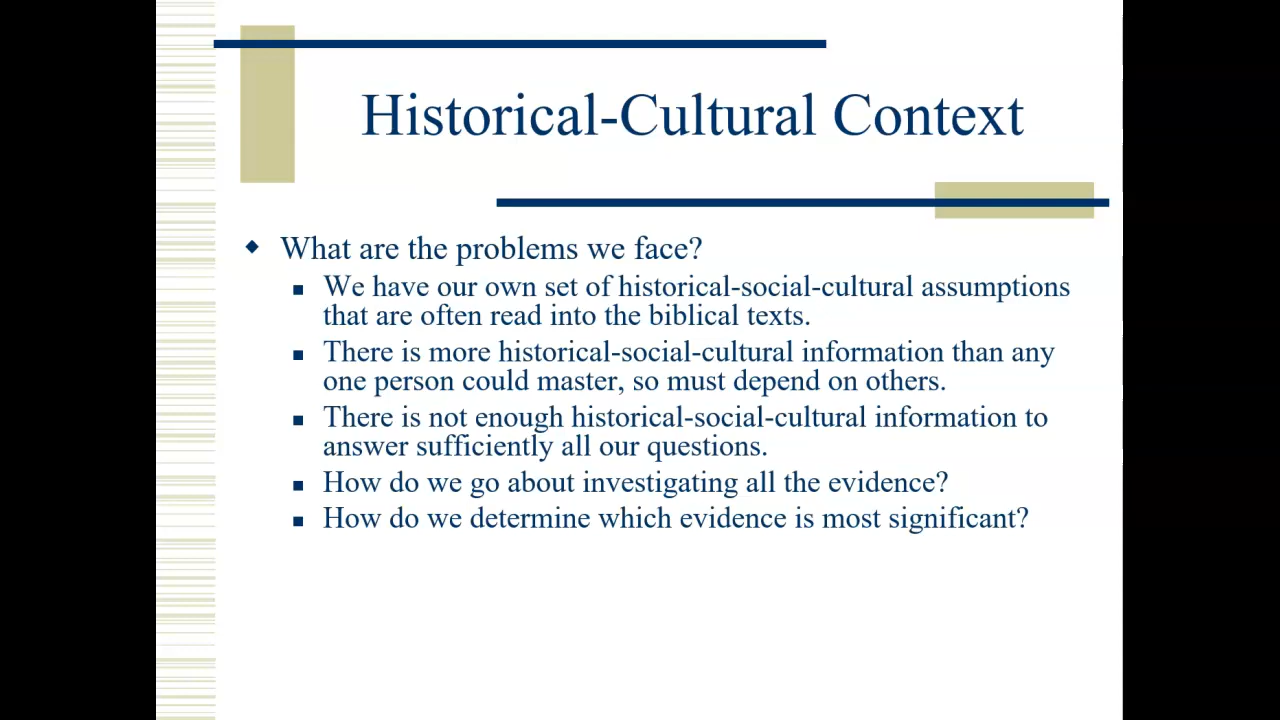 Historical-Cultural Context
What are the problems we face?
We have our own set of historical-social-cultural assumptions
that are often read into the biblical texts.
There is more historical-social-cultural information than any
one person could master, so must depend on others.
There is not enough historical-social-cultural information to
answer sufficiently all our questions.
How do we go about investigating all the evidence?
How do we determine which evidence is most significant?